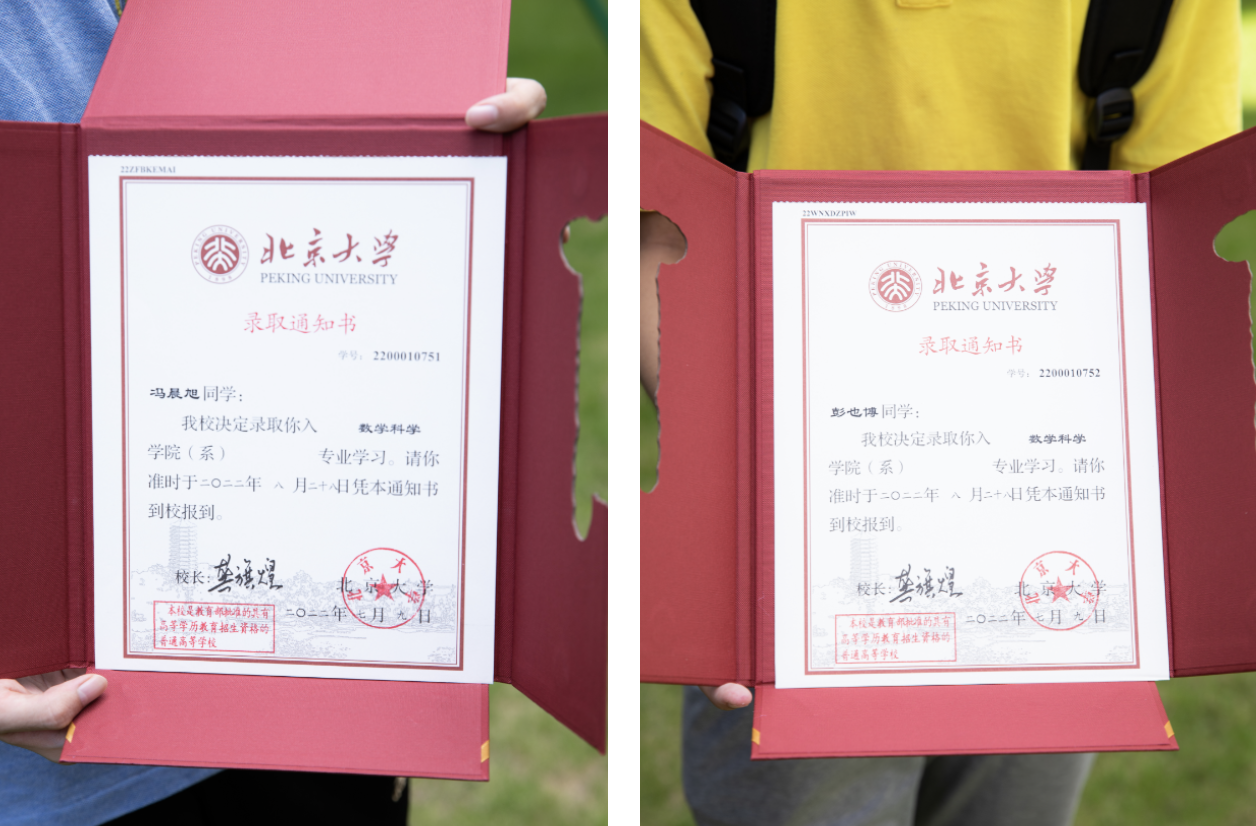 22ZFBKEMAI
北京大学
PEKING UNIVERSITY
录取通知书
学号: 2200010751
冯晨旭同学:
我校决定录取你入 数学科学
学院(系) 专业学习。请你
准时于二〇二二年 八 月二十八日凭本通知书
到校报到。
校长: 龚旗煌
北京大学
二〇二二年 七 月 九 日
本校是教育部批准的具有
高等学历教育招生资格的
普通高等学校
22WNXDZPIW
北京大学
PEKING UNIVERSITY
录取通知书
学号: 2200010752
彭也博同学:
我校决定录取你入 数学科学
学院(系) 专业学习。请你
准时于二〇二二年 八 月二十八日凭本通知书
到校报到。
校长: 龚旗煌
北京大学
二〇二二年 七 月 九 日
本校是教育部批准的具有
高等学历教育招生资格的
普通高等学校